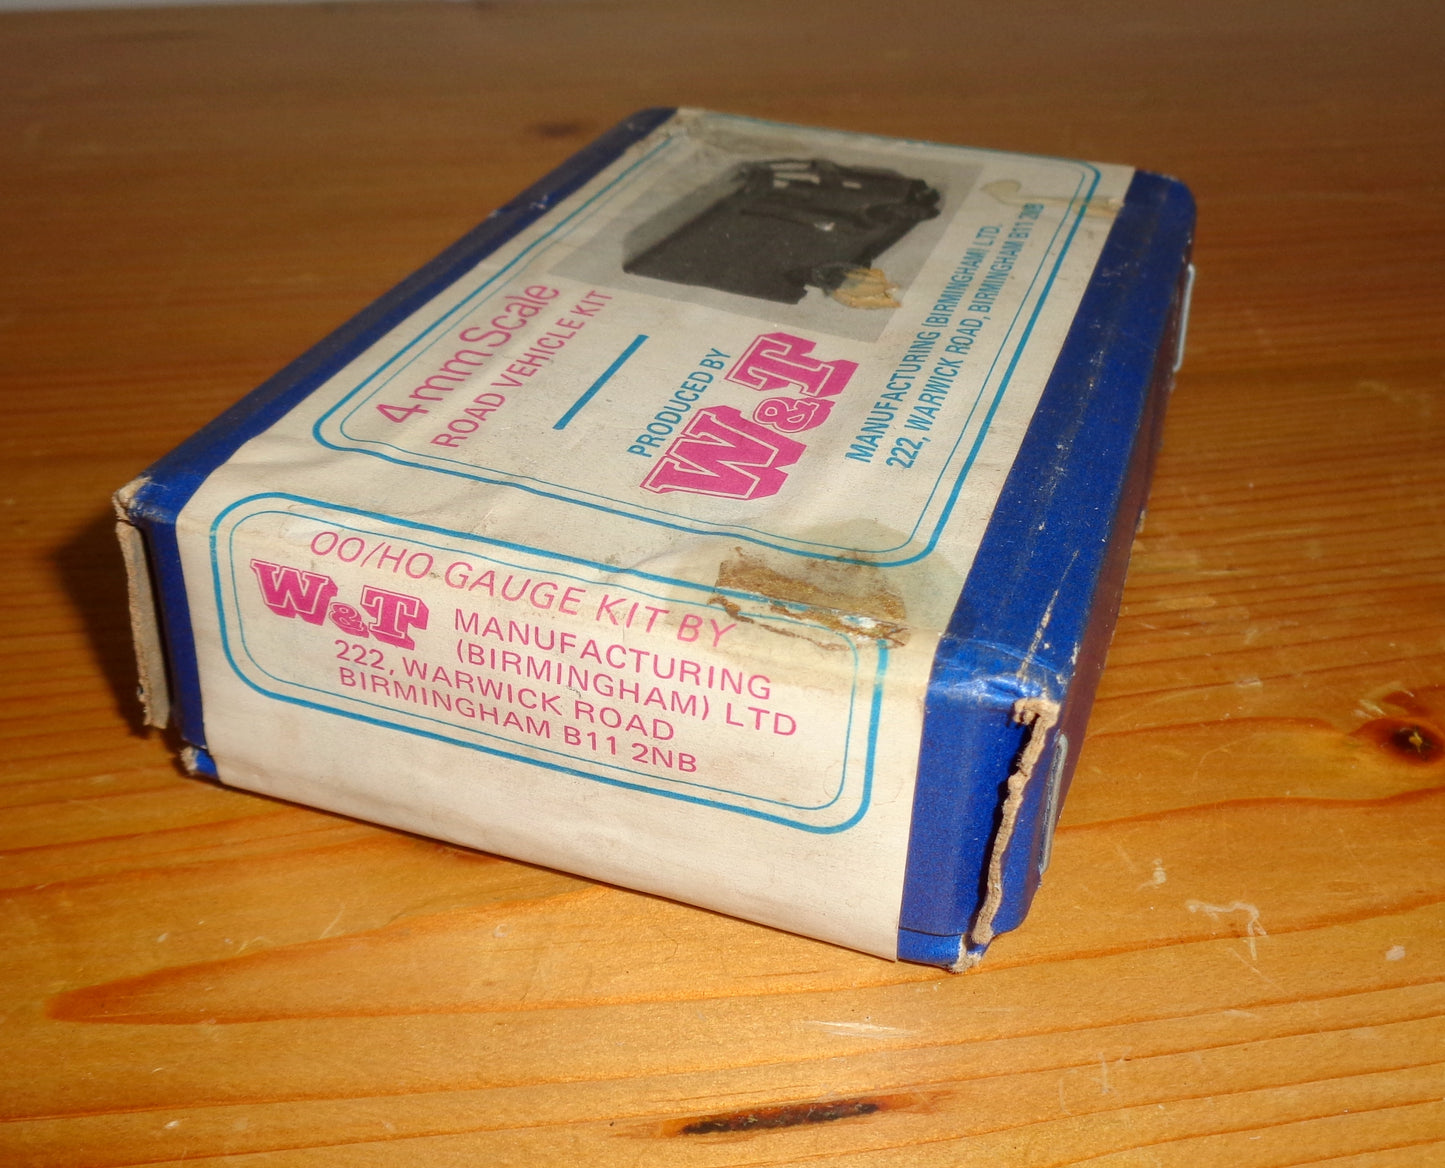 4mm Scale
ROAD VEHICLE KIT
PRODUCED BY
W&T
MANUFACTURING (BIRMINGHAM) LTD.
222, WARWICK ROAD, BIRMINGHAM B11 2NB
OO/HO GAUGE KIT BY
W&T MANUFACTURING
(BIRMINGHAM) LTD
222, WARWICK ROAD
BIRMINGHAM B11 2NB